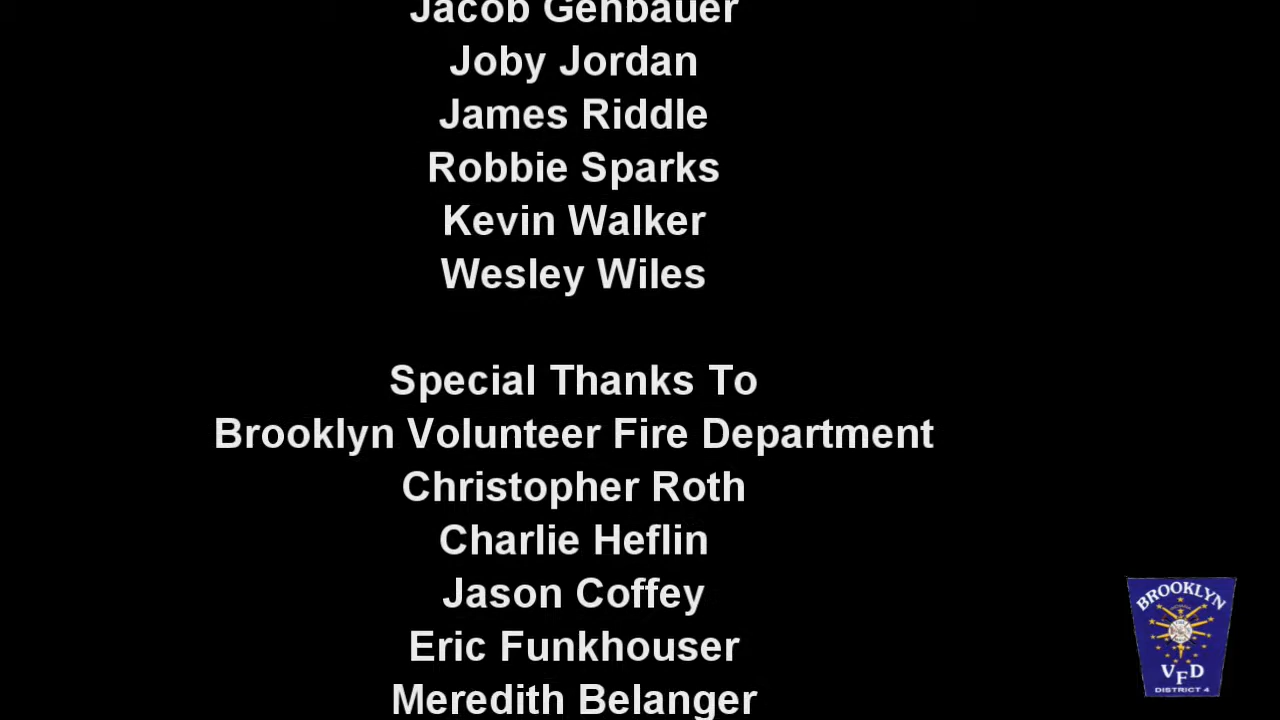 Jacob Genbauer
Joby Jordan
James Riddle
Robbie Sparks
Kevin Walker
Wesley Wiles
Special Thanks To
Brooklyn Volunteer Fire Department
Christopher Roth
Charlie Heflin
Jason Coffey
Eric Funkhouser
Meredith Belanger
BROOKLYN
VFD
DISTRICT 4